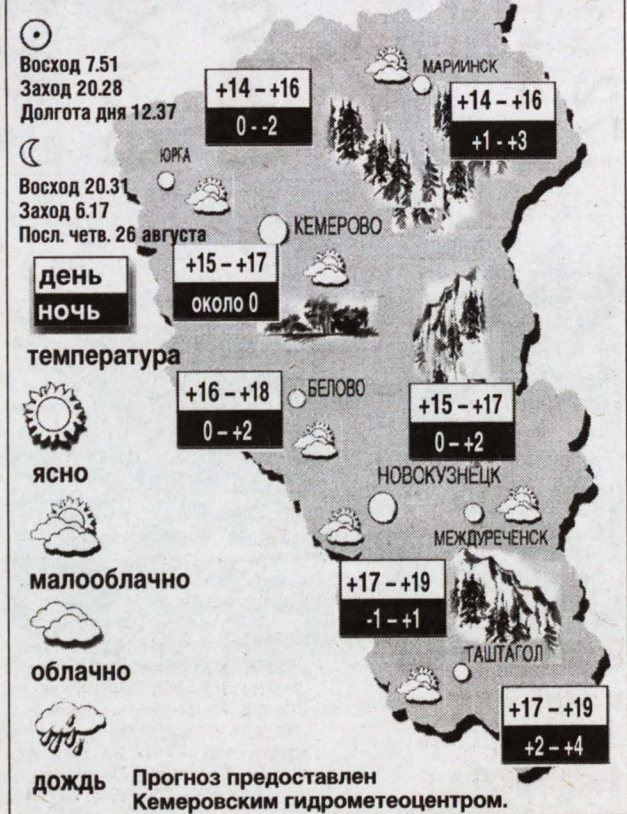 Восход 7.51
Заход 20.28
Долгота дня 12.37
Восход 20.31
Заход 6.17
Посл. четв. 26 августа
день
ночь
температура
ясно
малооблачно
облачно
дождь
МАРИИНСК
+14 – +16
+1 - +3
+14 – +16
0 - -2
ЮРГА
КЕМЕРОВО
+15 – +17
около 0
БЕЛОВО
+16 – +18
0 – +2
+15 – +17
0 – +2
НОВОКУЗНЕЦК
МЕЖДУРЕЧЕНСК
+17 – +19
-1 – +1
ТАШТАГОЛ
+17 – +19
+2 – +4
Прогноз предоставлен
Кемеровским гидрометеоцентром.